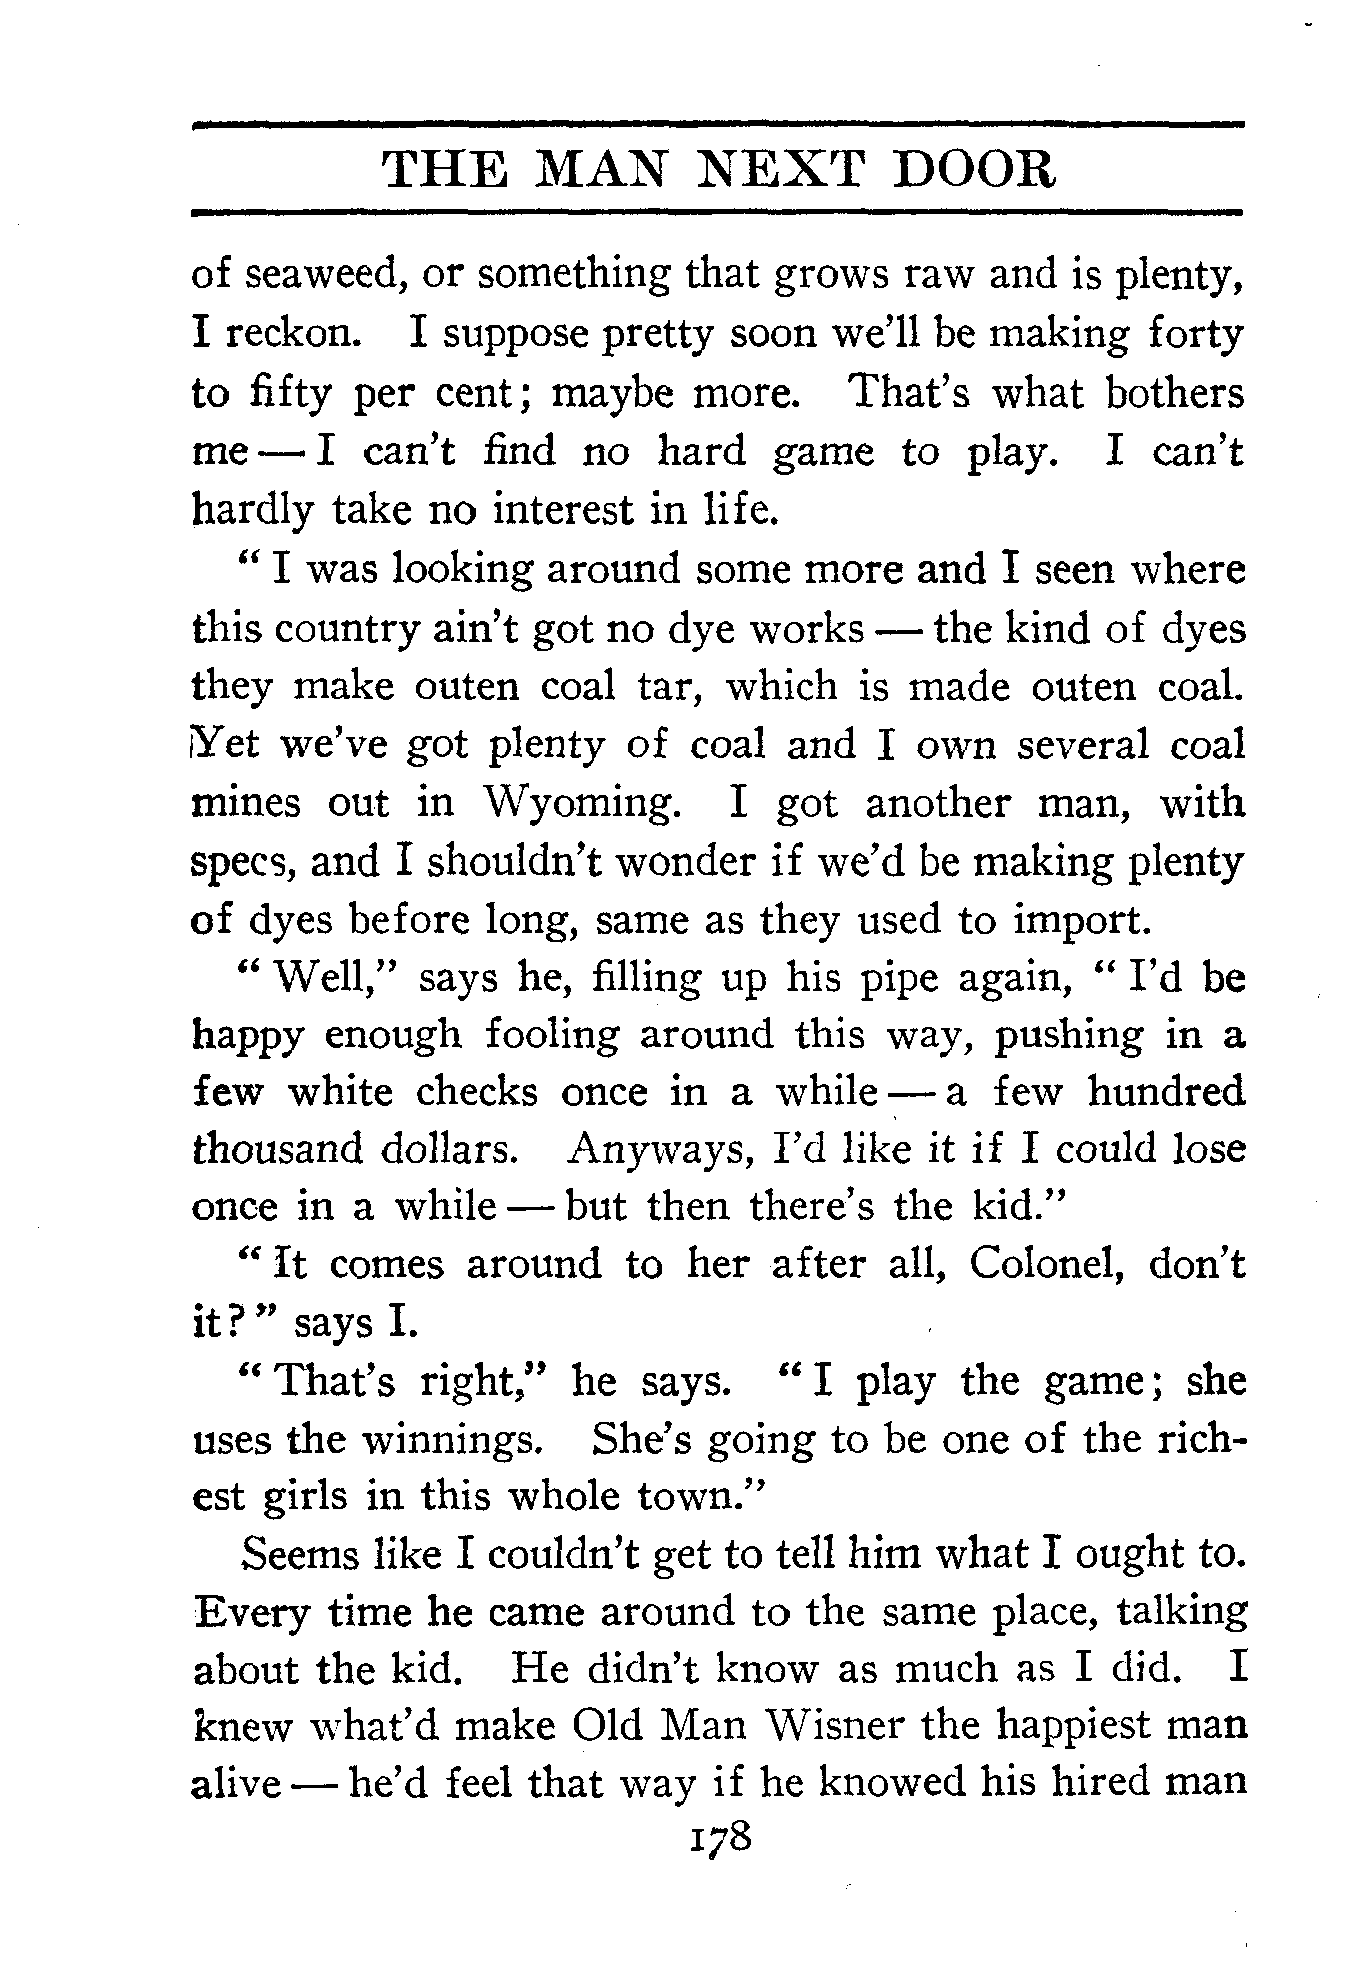 THE MAN NEXT DOOR
of seaweed, or something that grows raw and is plenty,
I reckon. I suppose pretty soon we'll be making forty
to fifty per cent; maybe more. That's what bothers
me — I can't find no hard game to play. I can't
hardly take no interest in life.
" I was looking around some more and I seen where
this country ain't got no dye works — the kind of dyes
they make outen coal tar, which is made outen coal.
Yet we've got plenty of coal and I own several coal
mines out in Wyoming. I got another man, with
specs, and I shouldn't wonder if we'd be making plenty
of dyes before long, same as they used to import.
" Well," says he, filling up his pipe again, " I'd be
happy enough fooling around this way, pushing in a
few white checks once in a while — a few hundred
thousand dollars. Anyways, I'd like it if I could lose
once in a while — but then there's the kid."
" It comes around to her after all, Colonel, don't
it? " says I.
" That's right," he says. " I play the game; she
uses the winnings. She's going to be one of the rich-
est girls in this whole town."
Seems like I couldn't get to tell him what I ought to.
Every time he came around to the same place, talking
about the kid. He didn't know as much as I did. I
knew what'd make Old Man Wisner the happiest man
alive — he'd feel that way if he knowed his hired man
178